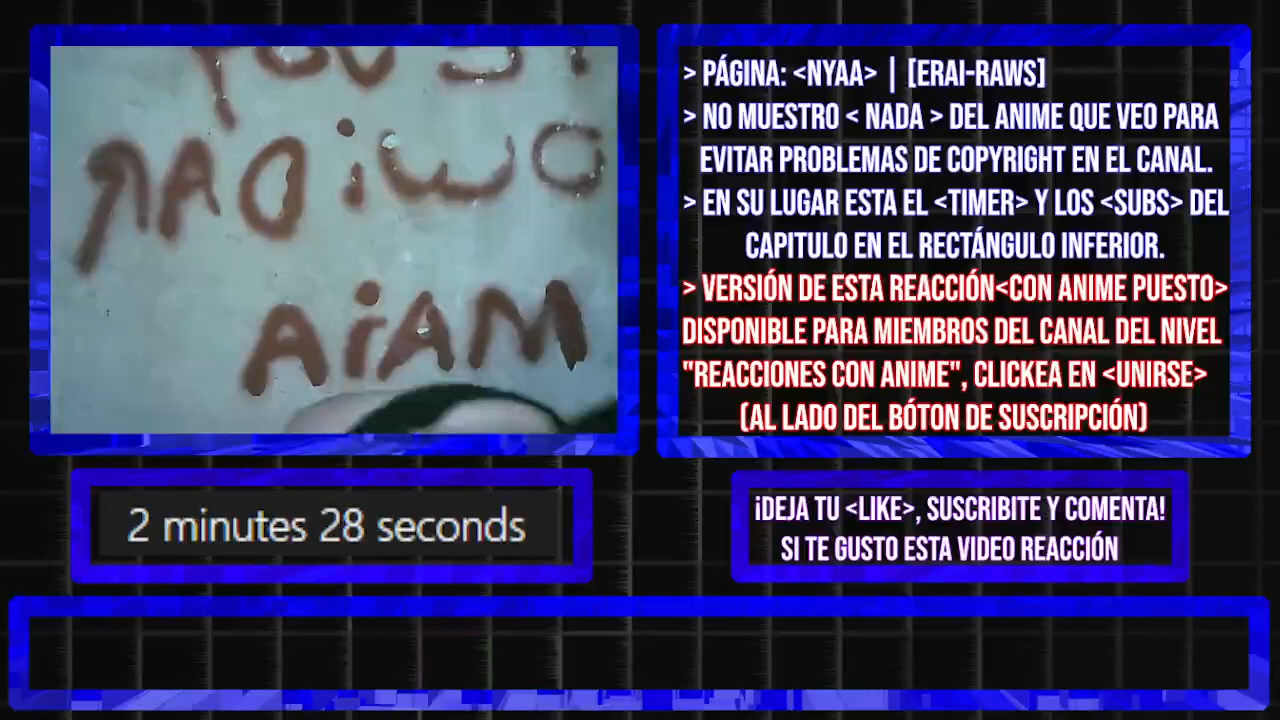 > PÁGINA: <NYAA> | [ERAI-RAWS]
> NO MUESTRO < NADA > DEL ANIME QUE VEO PARA
EVITAR PROBLEMAS DE COPYRIGHT EN EL CANAL.
> EN SU LUGAR ESTA EL <TIMER> Y LOS <SUBS> DEL
CAPITULO EN EL RECTÁNGULO INFERIOR.
> VERSIÓN DE ESTA REACCIÓN<CON ANIME PUESTO>
DISPONIBLE PARA MIEMBROS DEL CANAL DEL NIVEL
"REACCIONES CON ANIME", CLICKEA EN <UNIRSE>
(AL LADO DEL BÓTON DE SUSCRIPCIÓN)
2 minutes 28 seconds
¡DEJA TU <LIKE>, SUSCRIBITE Y COMENTA!
SI TE GUSTO ESTA VIDEO REACCIÓN